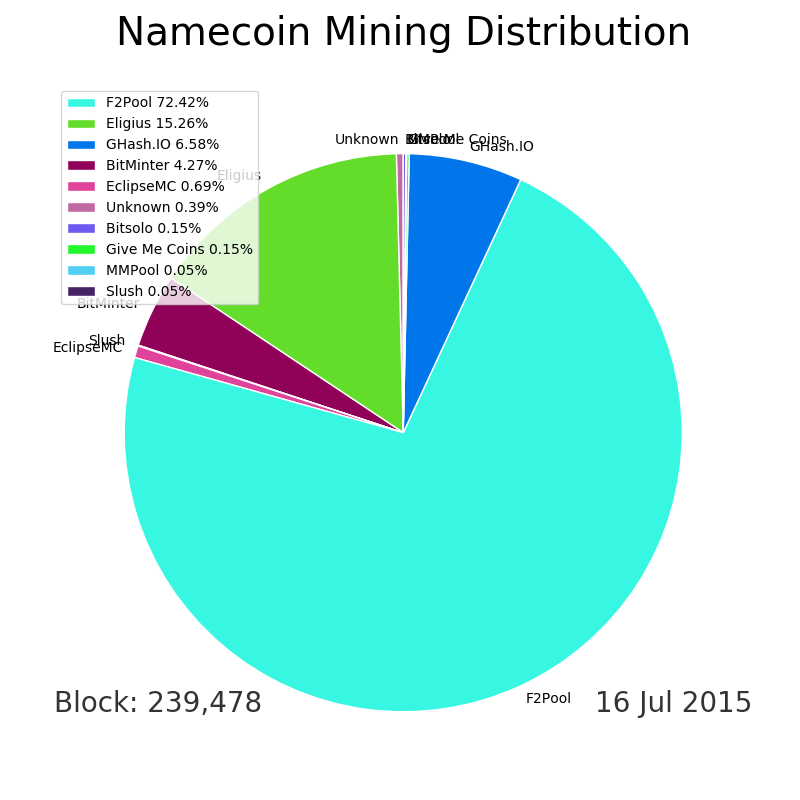 Namecoin Mining Distribution
F2Pool 72.42%
Eligius 15.26%
GHash.IO 6.58%
BitMinter 4.27%
EclipseMC 0.69%
Unknown 0.39%
Bitsolo 0.15%
Give Me Coins 0.15%
MMPool 0.05%
Slush 0.05%
Unknown
Me Coins
GHash.IO
Eligius
BitMinter
Slush
EclipseMC
F2Pool
Block: 239,478
16 Jul 2015